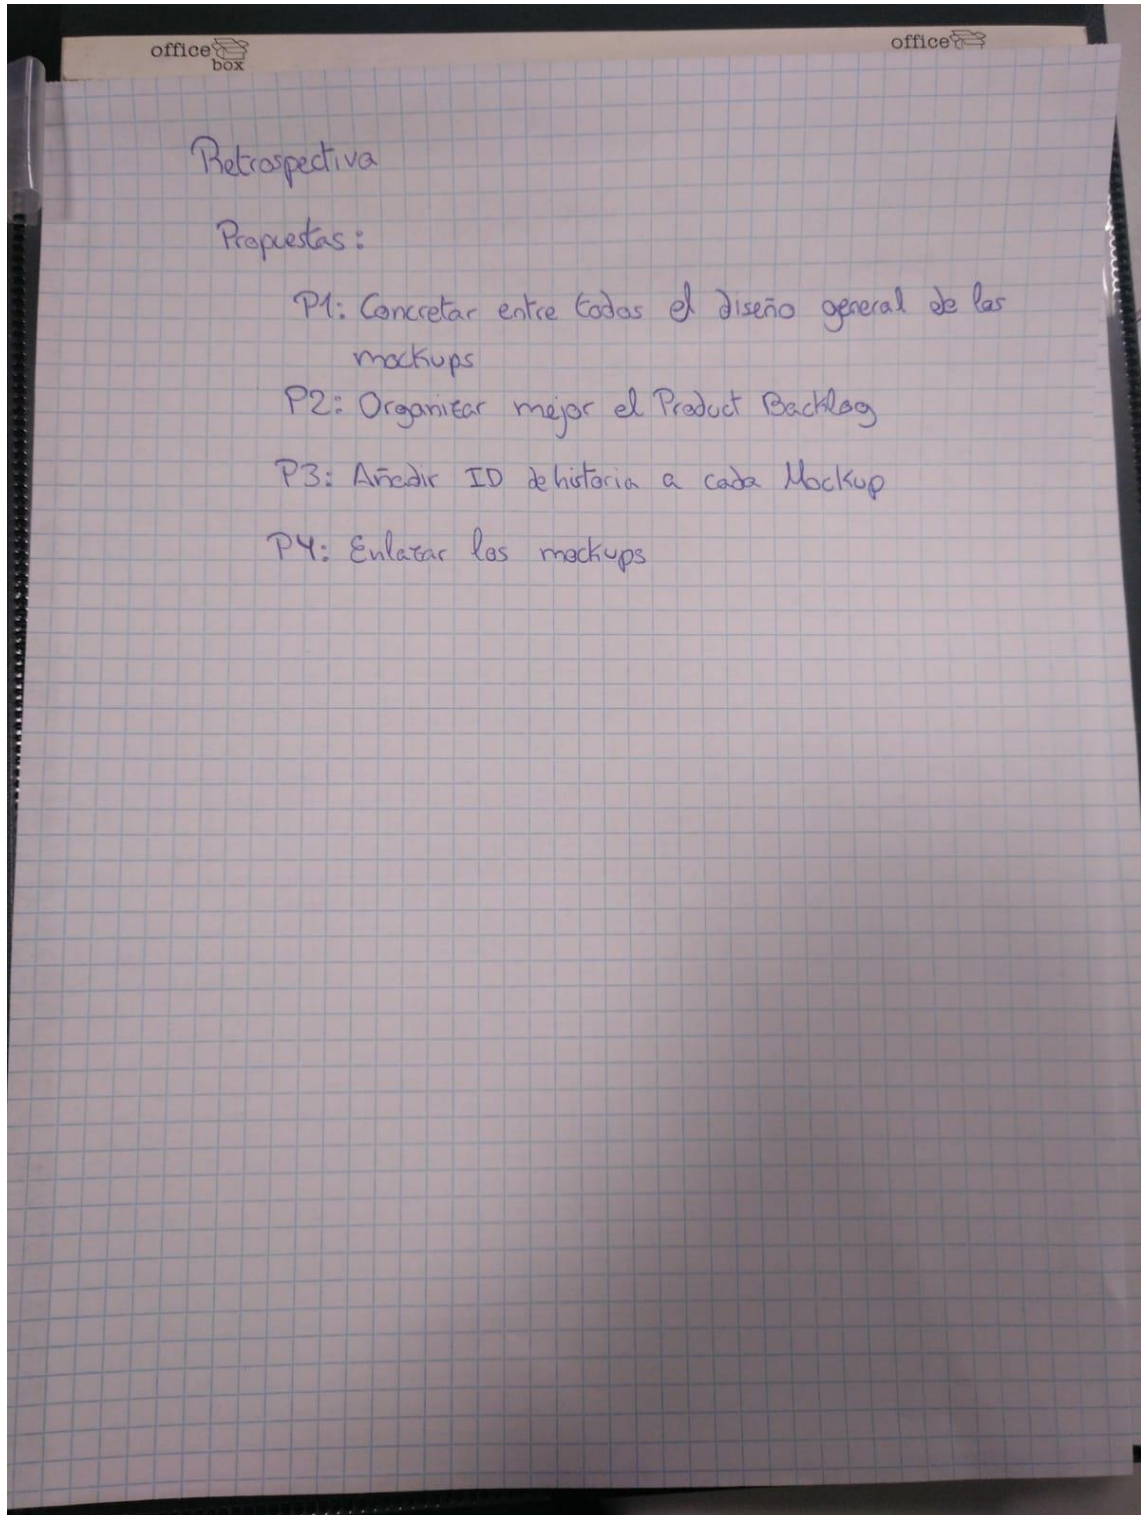 office box
office
Retrospectiva
Propuestas:
P1: Concretar entre todos el diseño general de los
mockups
P2: Organizar mejor el Product Backlog
P3: Añadir ID de historia a cada Mockup
P4: Enlazar los mockups